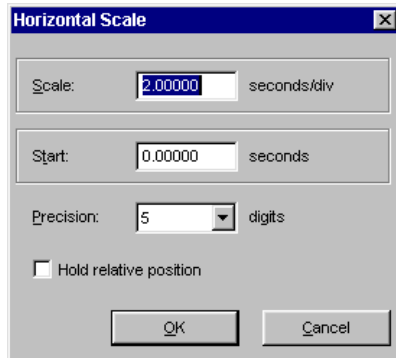 Horizontal Scale
Scale: 2.00000 seconds/div
Start: 0.00000 seconds
Precision: 5 digits
Hold relative position
OK Cancel